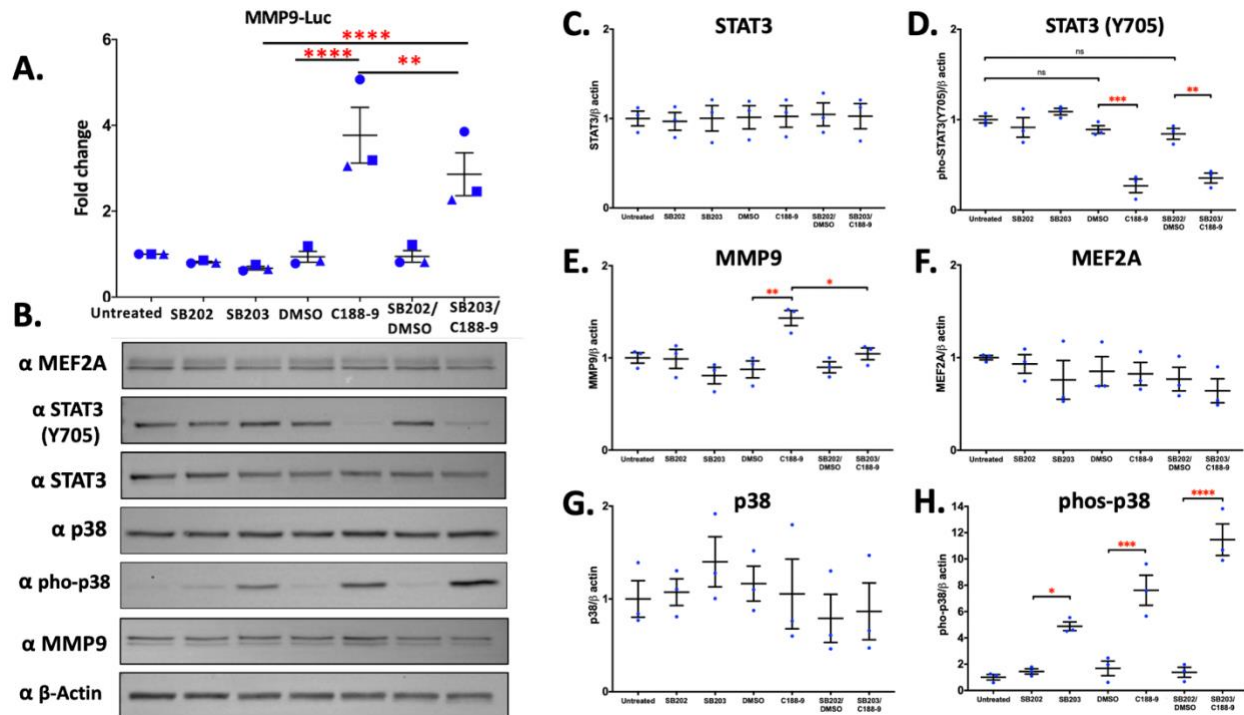 A.
MMP9-Luc
****
****
**
Fold change
8
6
4
2
0
Untreated SB202 SB203 DMSO C188-9 SB202/ DMSO SB203/ C188-9
B.
α MEF2A
α STAT3
(Y705)
α STAT3
α p38
α pho-p38
α MMP9
α β-Actin
C.
STAT3
STAT3/β actin
2
1
0
Untreated SB202 SB203 DMSO C188-9 SB202/ DMSO SB203/ C188-9
D.
STAT3 (Y705)
pho-STAT3(Y705)/β actin
2
1
0
ns
ns
***
**
Untreated SB202 SB203 DMSO C188-9 SB202/ DMSO SB203/ C188-9
E.
MMP9
MMP9/β actin
2
1
0
**
*
Untreated SB202 SB203 DMSO C188-9 SB202/ DMSO SB203/ C188-9
F.
MEF2A
MEF2A/β actin
2
1
0
Untreated SB202 SB203 DMSO C188-9 SB202/ DMSO SB203/ C188-9
G.
p38
p38/β actin
2
1
0
Untreated SB202 SB203 DMSO C188-9 SB202/ DMSO SB203/ C188-9
H.
phos-p38
pho-p38/β actin
14
12
10
8
6
4
2
0
*
***
****
Untreated SB202 SB203 DMSO C188-9 SB202/ DMSO SB203/ C188-9